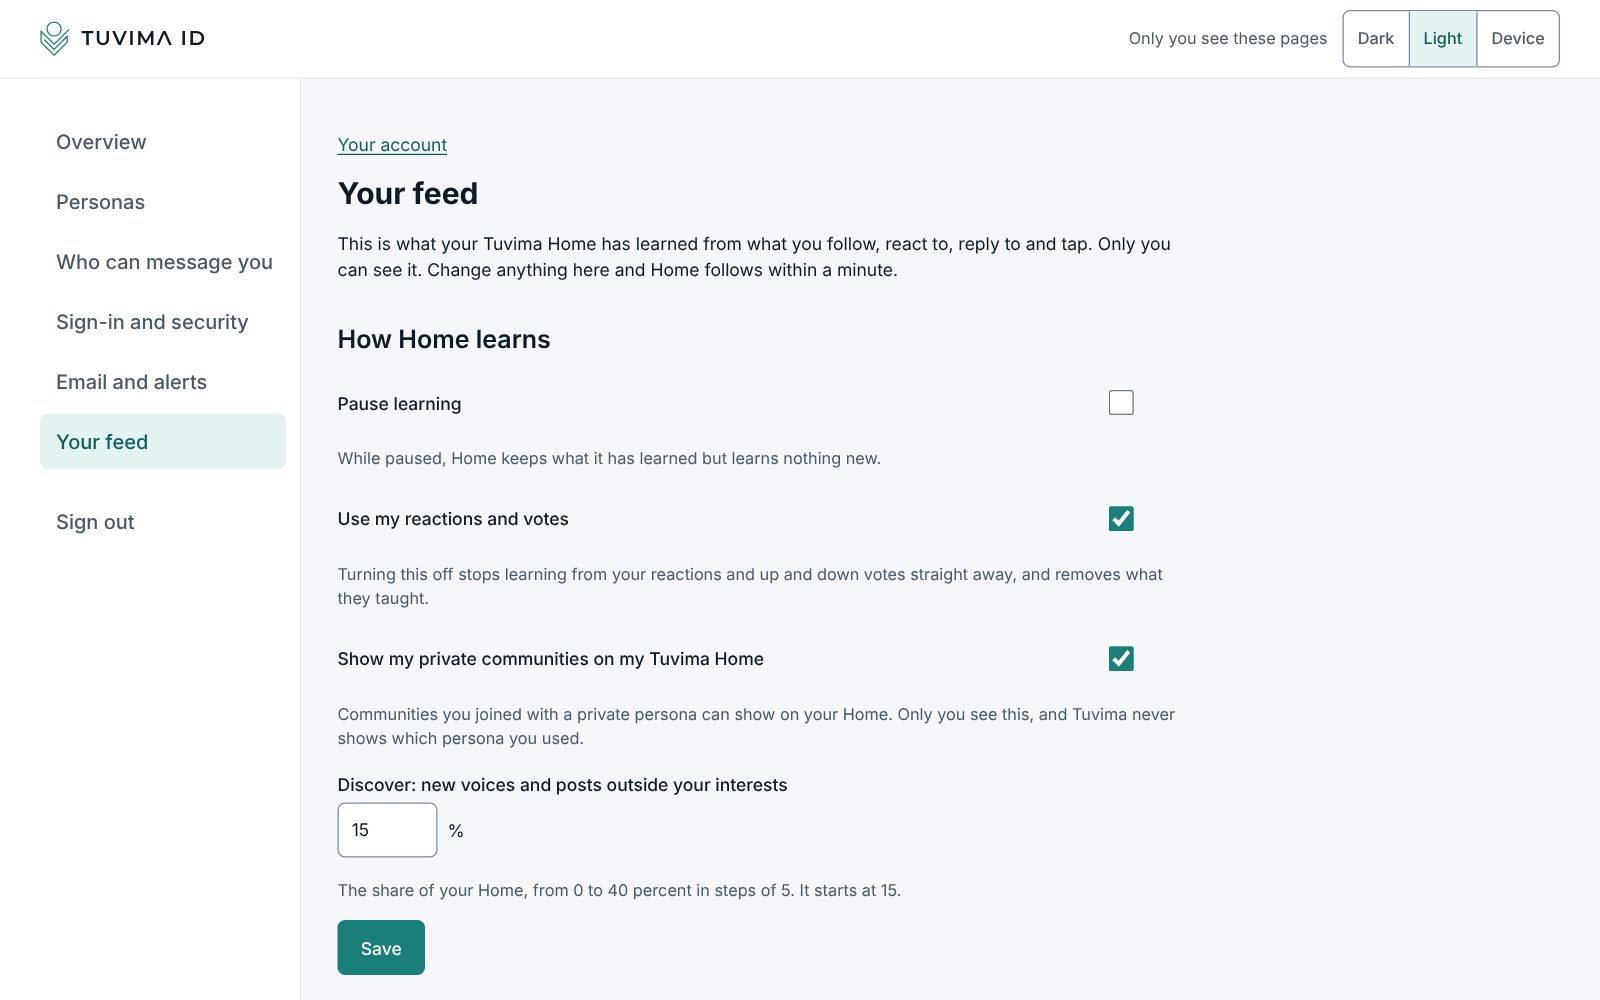 TUVIMA ID
Only you see these pages
Dark
Light
Device
Overview
Personas
Who can message you
Sign-in and security
Email and alerts
Your feed
Sign out
Your account
Your feed
This is what your Tuvima Home has learned from what you follow, react to, reply to and tap. Only you
can see it. Change anything here and Home follows within a minute.
How Home learns
Pause learning
While paused, Home keeps what it has learned but learns nothing new.
Use my reactions and votes
Turning this off stops learning from your reactions and up and down votes straight away, and removes what
they taught.
Show my private communities on my Tuvima Home
Communities you joined with a private persona can show on your Home. Only you see this, and Tuvima never
shows which persona you used.
Discover: new voices and posts outside your interests
15 %
The share of your Home, from 0 to 40 percent in steps of 5. It starts at 15.
Save